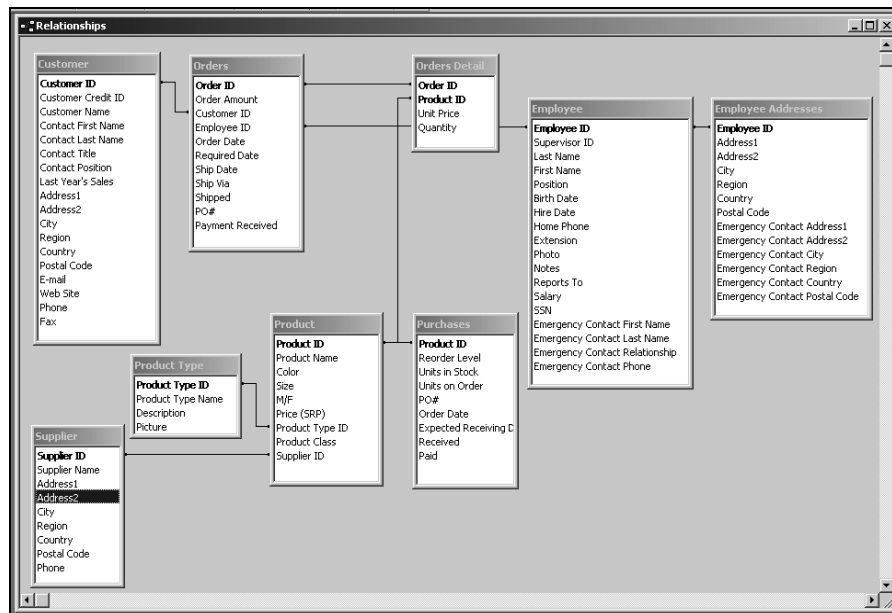 Relationships
Customer
Customer ID
Customer Credit ID
Customer Name
Contact First Name
Contact Last Name
Contact Title
Contact Position
Last Year's Sales
Address1
Address2
City
Region
Country
Postal Code
E-mail
Web Site
Phone
Fax
Orders
Order ID
Order Amount
Customer ID
Employee ID
Order Date
Required Date
Ship Date
Ship Via
Shipped
PO#
Payment Received
Orders Detail
Order ID
Product ID
Unit Price
Quantity
Employee
Employee ID
Supervisor ID
Last Name
First Name
Position
Birth Date
Hire Date
Home Phone
Extension
Photo
Notes
Reports To
Salary
SSN
Emergency Contact First Name
Emergency Contact Last Name
Emergency Contact Relationship
Emergency Contact Phone
Employee Addresses
Employee ID
Address1
Address2
City
Region
Country
Postal Code
Emergency Contact Address1
Emergency Contact Address2
Emergency Contact City
Emergency Contact Region
Emergency Contact Country
Emergency Contact Postal Code
Product Type
Product Type ID
Product Type Name
Description
Picture
Product
Product ID
Product Name
Color
Size
M/F
Price (SRP)
Product Type ID
Product Class
Supplier ID
Purchases
Product ID
Reorder Level
Units in Stock
Units on Order
PO#
Order Date
Expected Receiving D
Received
Paid
Supplier
Supplier ID
Supplier Name
Address1
Address2
City
Region
Country
Postal Code
Phone